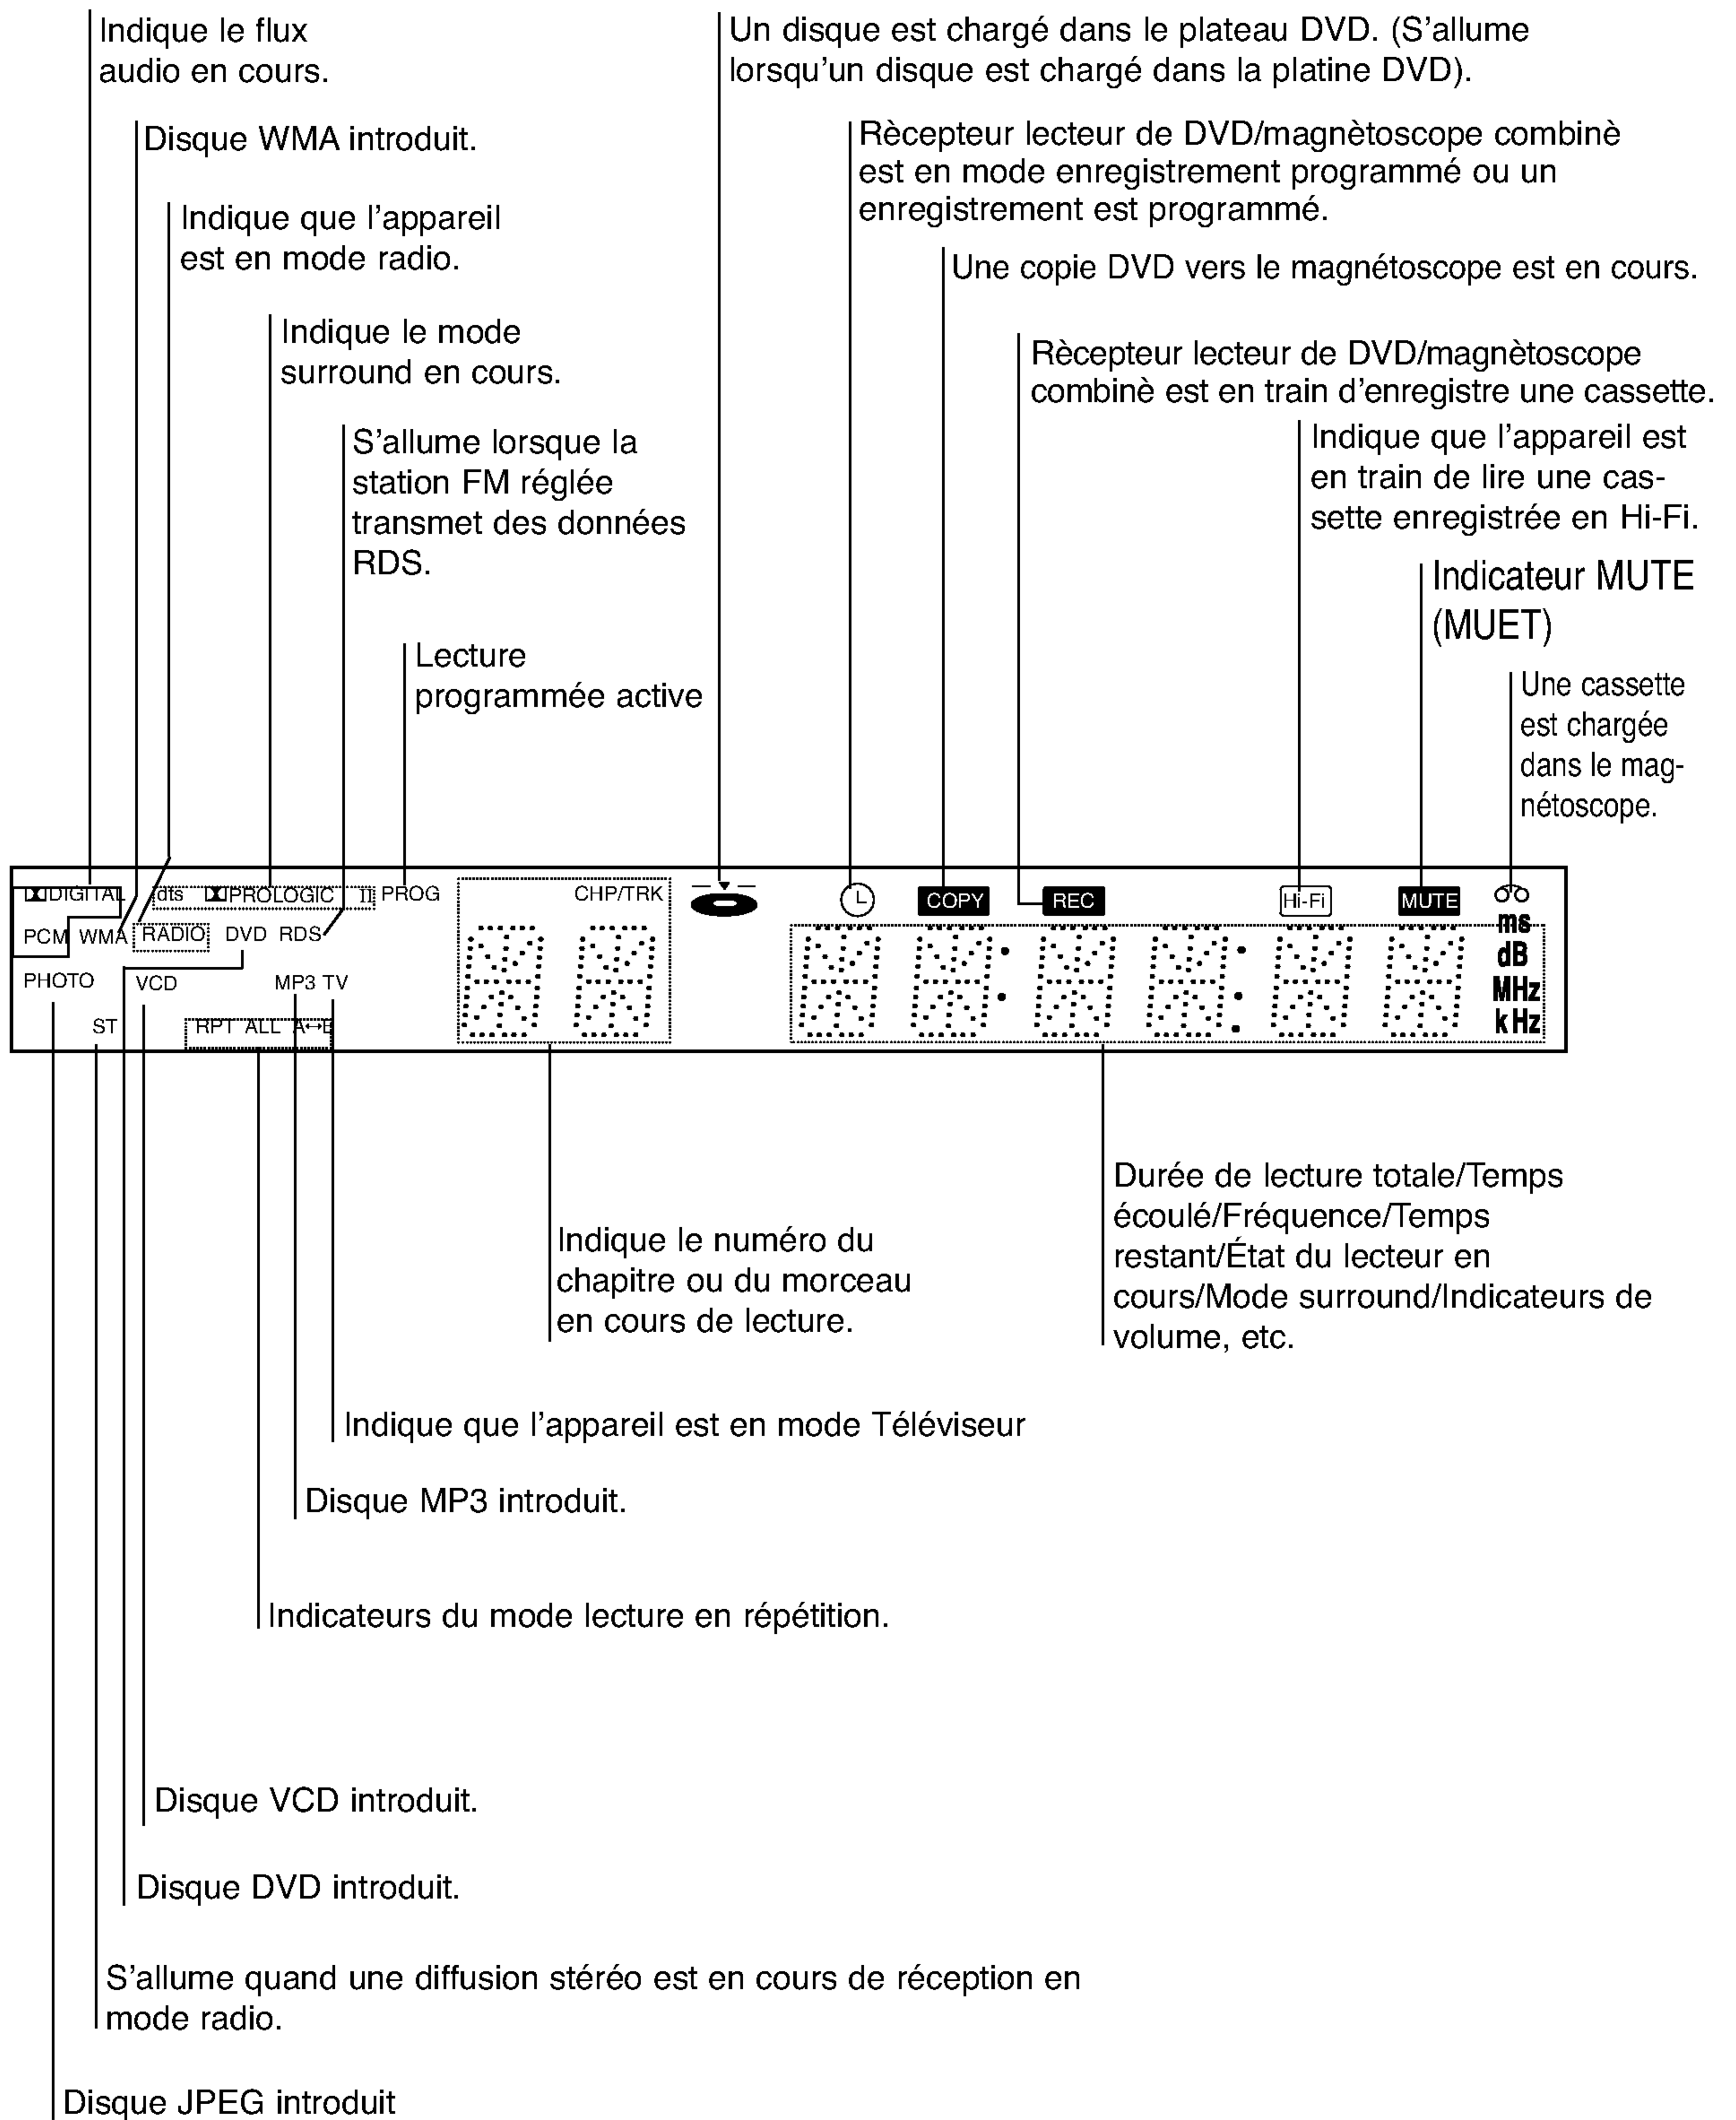 Indique le flux
audio en cours.
Un disque est chargé dans le plateau DVD. (S'allume
lorsqu'un disque est chargé dans la platine DVD).
Disque WMA introduit.
Rècepteur lecteur de DVD/magnètoscope combinè
est en mode enregistrement programmé ou un
enregistrement est programmé.
Indique que l'appareil
est en mode radio.
Une copie DVD vers le magnétoscope est en cours.
Indique le mode
surround en cours.
Rècepteur lecteur de DVD/magnètoscope
combinè est en train d'enregistre une cassette.
S'allume lorsque la
station FM réglée
transmet des données
RDS.
Indique que l'appareil est
en train de lire une cas-
sette enregistrée en Hi-Fi.
Indicateur MUTE
(MUET)
Lecture
programmée active
Une cassette
est chargée
dans le mag-
nétoscope.
DIGITAL dts PROLOGIC II PROG CHP/TRK COPY REC Hi-Fi MUTE
PCM WMA RADIO DVD RDS ms
dB
PHOTO VCD MP3 TV MHz
ST RPT ALL A↔B kHz
Durée de lecture totale/Temps
écoulé/Fréquence/Temps
restant/État du lecteur en
cours/Mode surround/Indicateurs de
volume, etc.
Indique le numéro du
chapitre ou du morceau
en cours de lecture.
Indique que l'appareil est en mode Téléviseur
Disque MP3 introduit.
Indicateurs du mode lecture en répétition.
Disque VCD introduit.
Disque DVD introduit.
S'allume quand une diffusion stéréo est en cours de réception en
mode radio.
Disque JPEG introduit